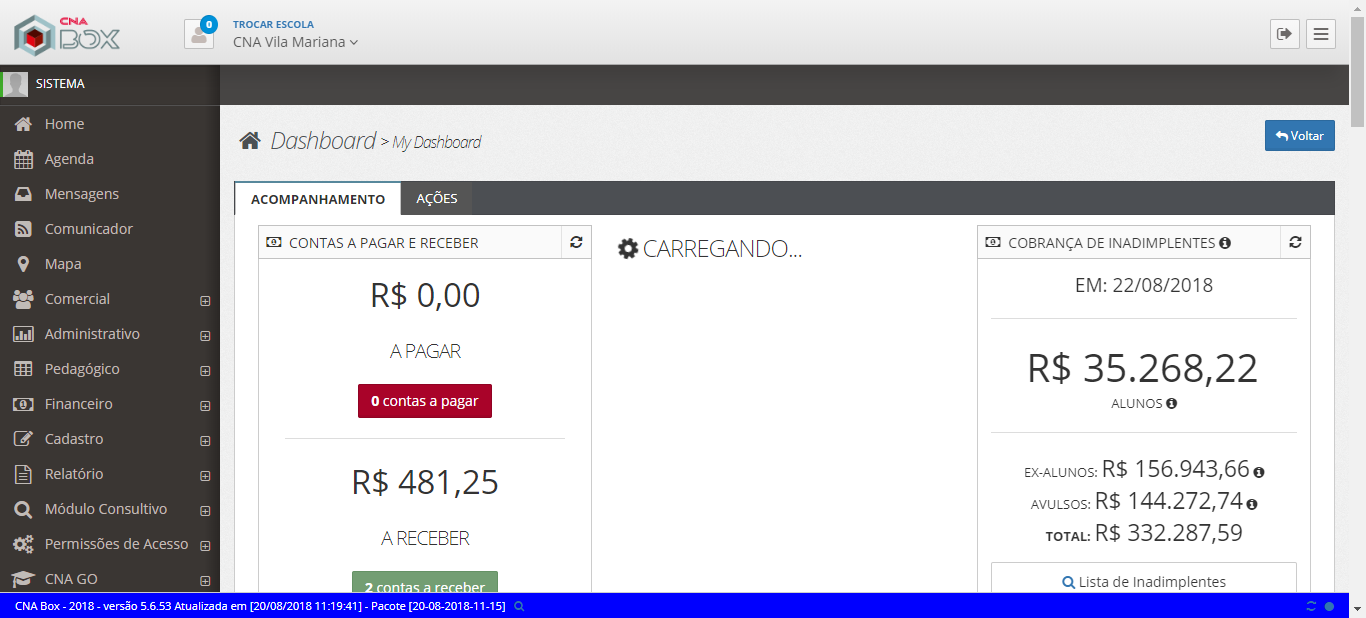 CNA
BOX
0
TROCAR ESCOLA
CNA Vila Mariana
SISTEMA
Home
Agenda
Mensagens
Comunicador
Mapa
Comercial
Administrativo
Pedagógico
Financeiro
Cadastro
Relatório
Módulo Consultivo
Permissões de Acesso
CNA GO
Dashboard > My Dashboard
Voltar
ACOMPANHAMENTO
AÇÕES
CONTAS A PAGAR E RECEBER
R$ 0,00
A PAGAR
0 contas a pagar
R$ 481,25
A RECEBER
2 contas a receber
CARREGANDO...
COBRANÇA DE INADIMPLENTES
EM: 22/08/2018
R$ 35.268,22
ALUNOS
EX-ALUNOS: R$ 156.943,66
AVULSOS: R$ 144.272,74
TOTAL: R$ 332.287,59
Lista de Inadimplentes
CNA Box - 2018 - versão 5.6.53 Atualizada em [20/08/2018 11:19:41] - Pacote [20-08-2018-11-15]